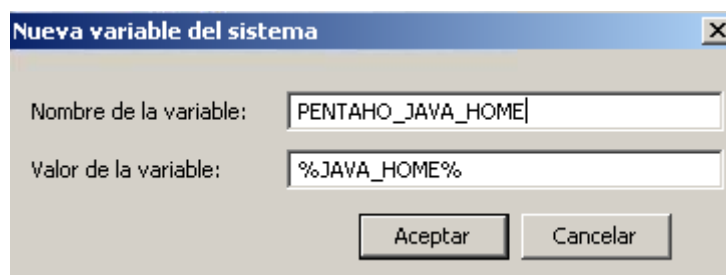 Nueva variable del sistema
Nombre de la variable: PENTAHO_JAVA_HOME
Valor de la variable: %JAVA_HOME%
Aceptar Cancelar